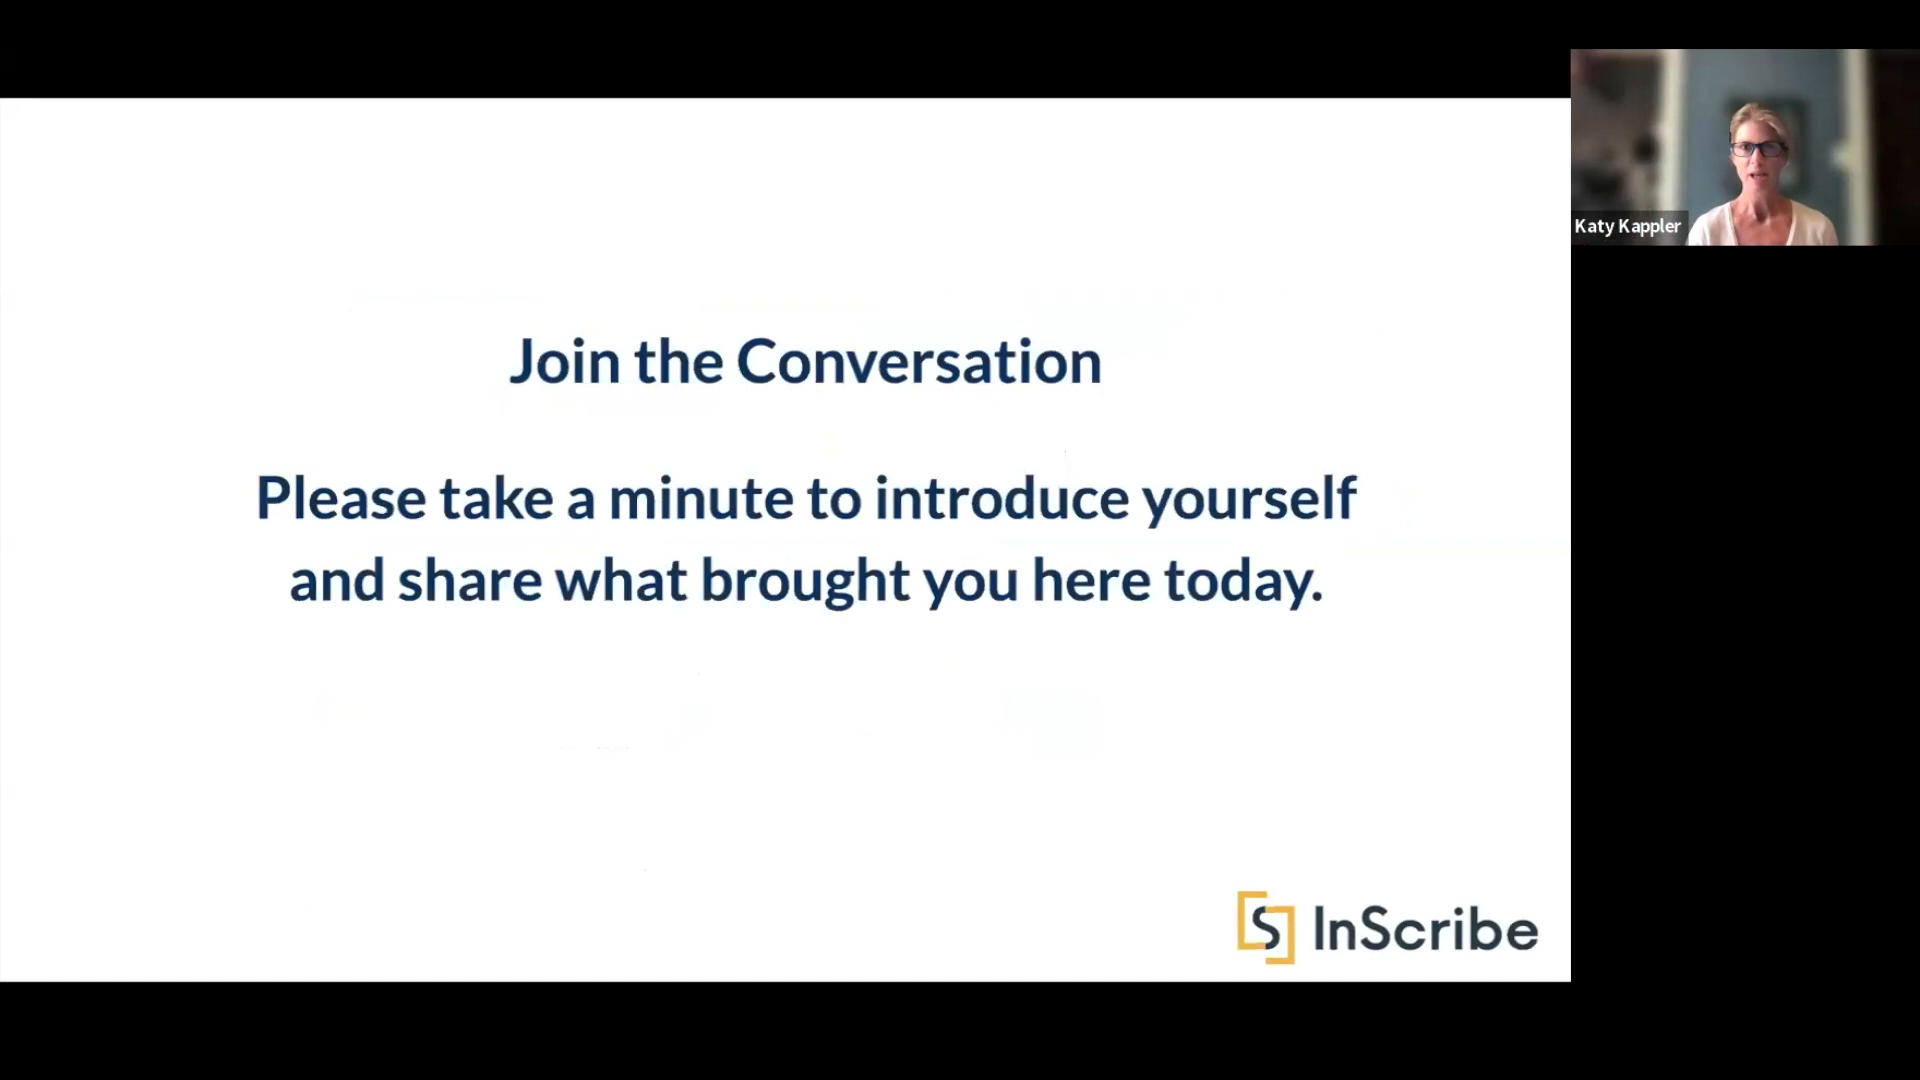 Join the Conversation
Please take a minute to introduce yourself
and share what brought you here today.
InScribe
Katy Kappler